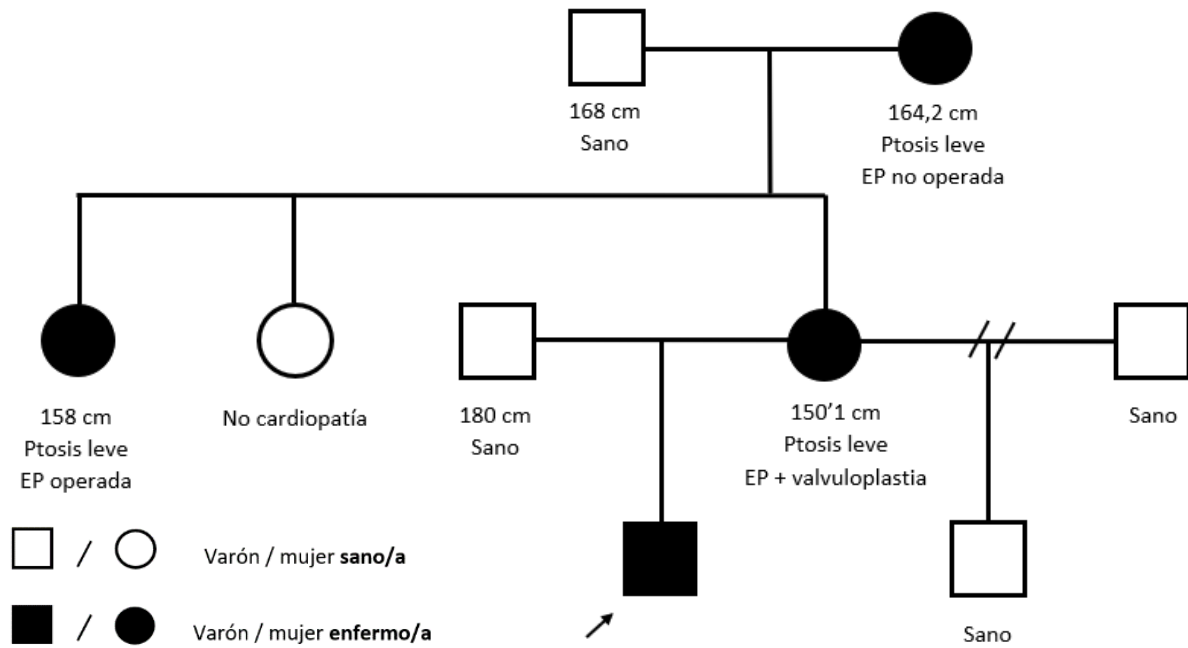 168 cm
Sano
164,2 cm
Ptosis leve
EP no operada
158 cm
Ptosis leve
EP operada
No cardiopatía
180 cm
Sano
150’1 cm
Ptosis leve
EP + valvuloplastia
Sano
Sano
/ Varón / mujer sano/a
/ Varón / mujer enfermo/a